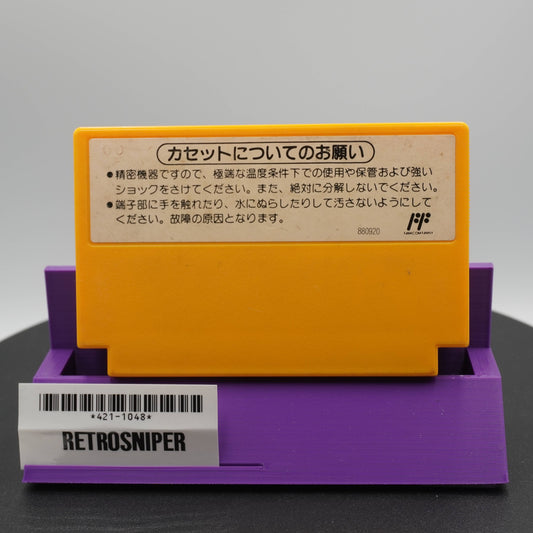 カセットについてのお願い
●精密機器ですので、極端な温度条件下での使用や保管および強い
ショックをさけてください。また、絶対に分解しないでください。
●端子部に手を触れたり、水にぬらしたりして汚さないようにして
ください。故障の原因となります。
880920
*421-1048*
RETROSNIPER